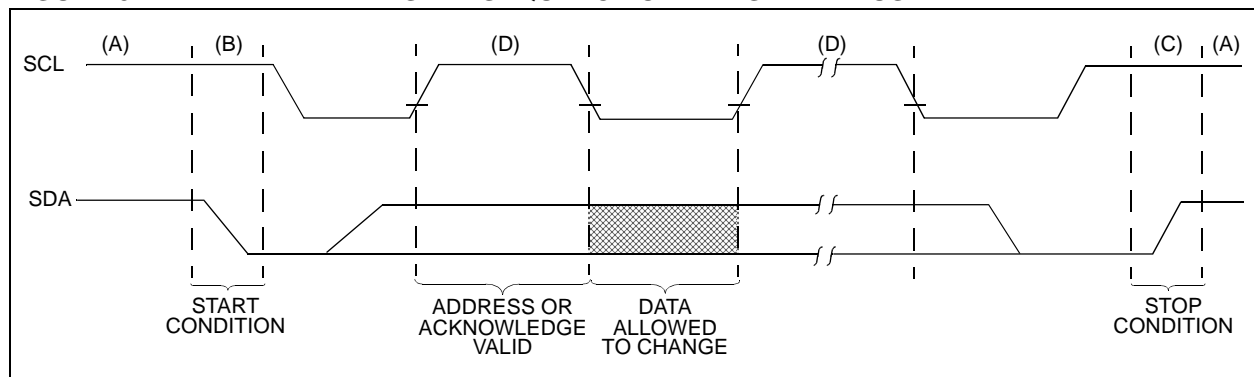 (A) (B) (D) (D) (C) (A)
SCL
SDA
START
CONDITION
ADDRESS OR
ACKNOWLEDGE
VALID
DATA
ALLOWED
TO CHANGE
STOP
CONDITION